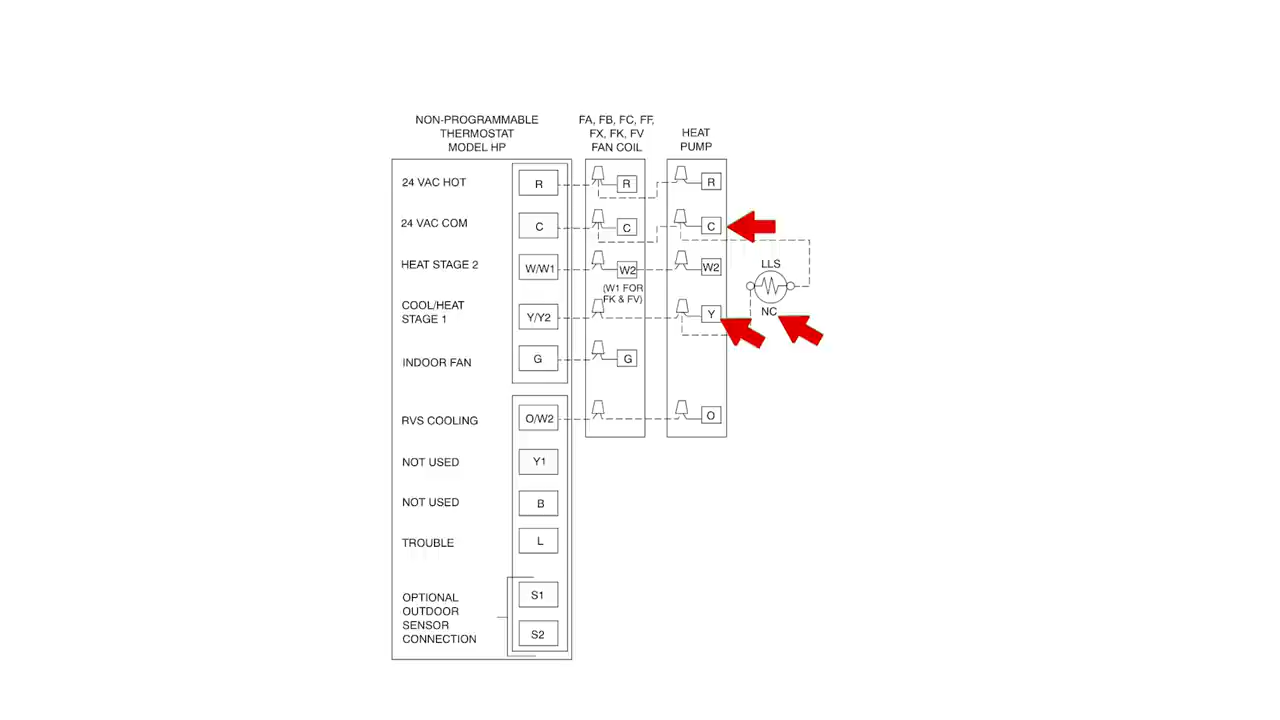 NON-PROGRAMMABLE
THERMOSTAT
MODEL HP
FA, FB, FC, FF,
FX, FK, FV
FAN COIL
HEAT
PUMP
24 VAC HOT
R
R
R
24 VAC COM
C
C
C
HEAT STAGE 2
W/W1
W2
W2
(W1 FOR
FK & FV)
LLS
NC
COOL/HEAT
STAGE 1
Y/Y2
Y
INDOOR FAN
G
G
RVS COOLING
O/W2
O
NOT USED
Y1
NOT USED
B
TROUBLE
L
OPTIONAL
OUTDOOR
SENSOR
CONNECTION
S1
S2